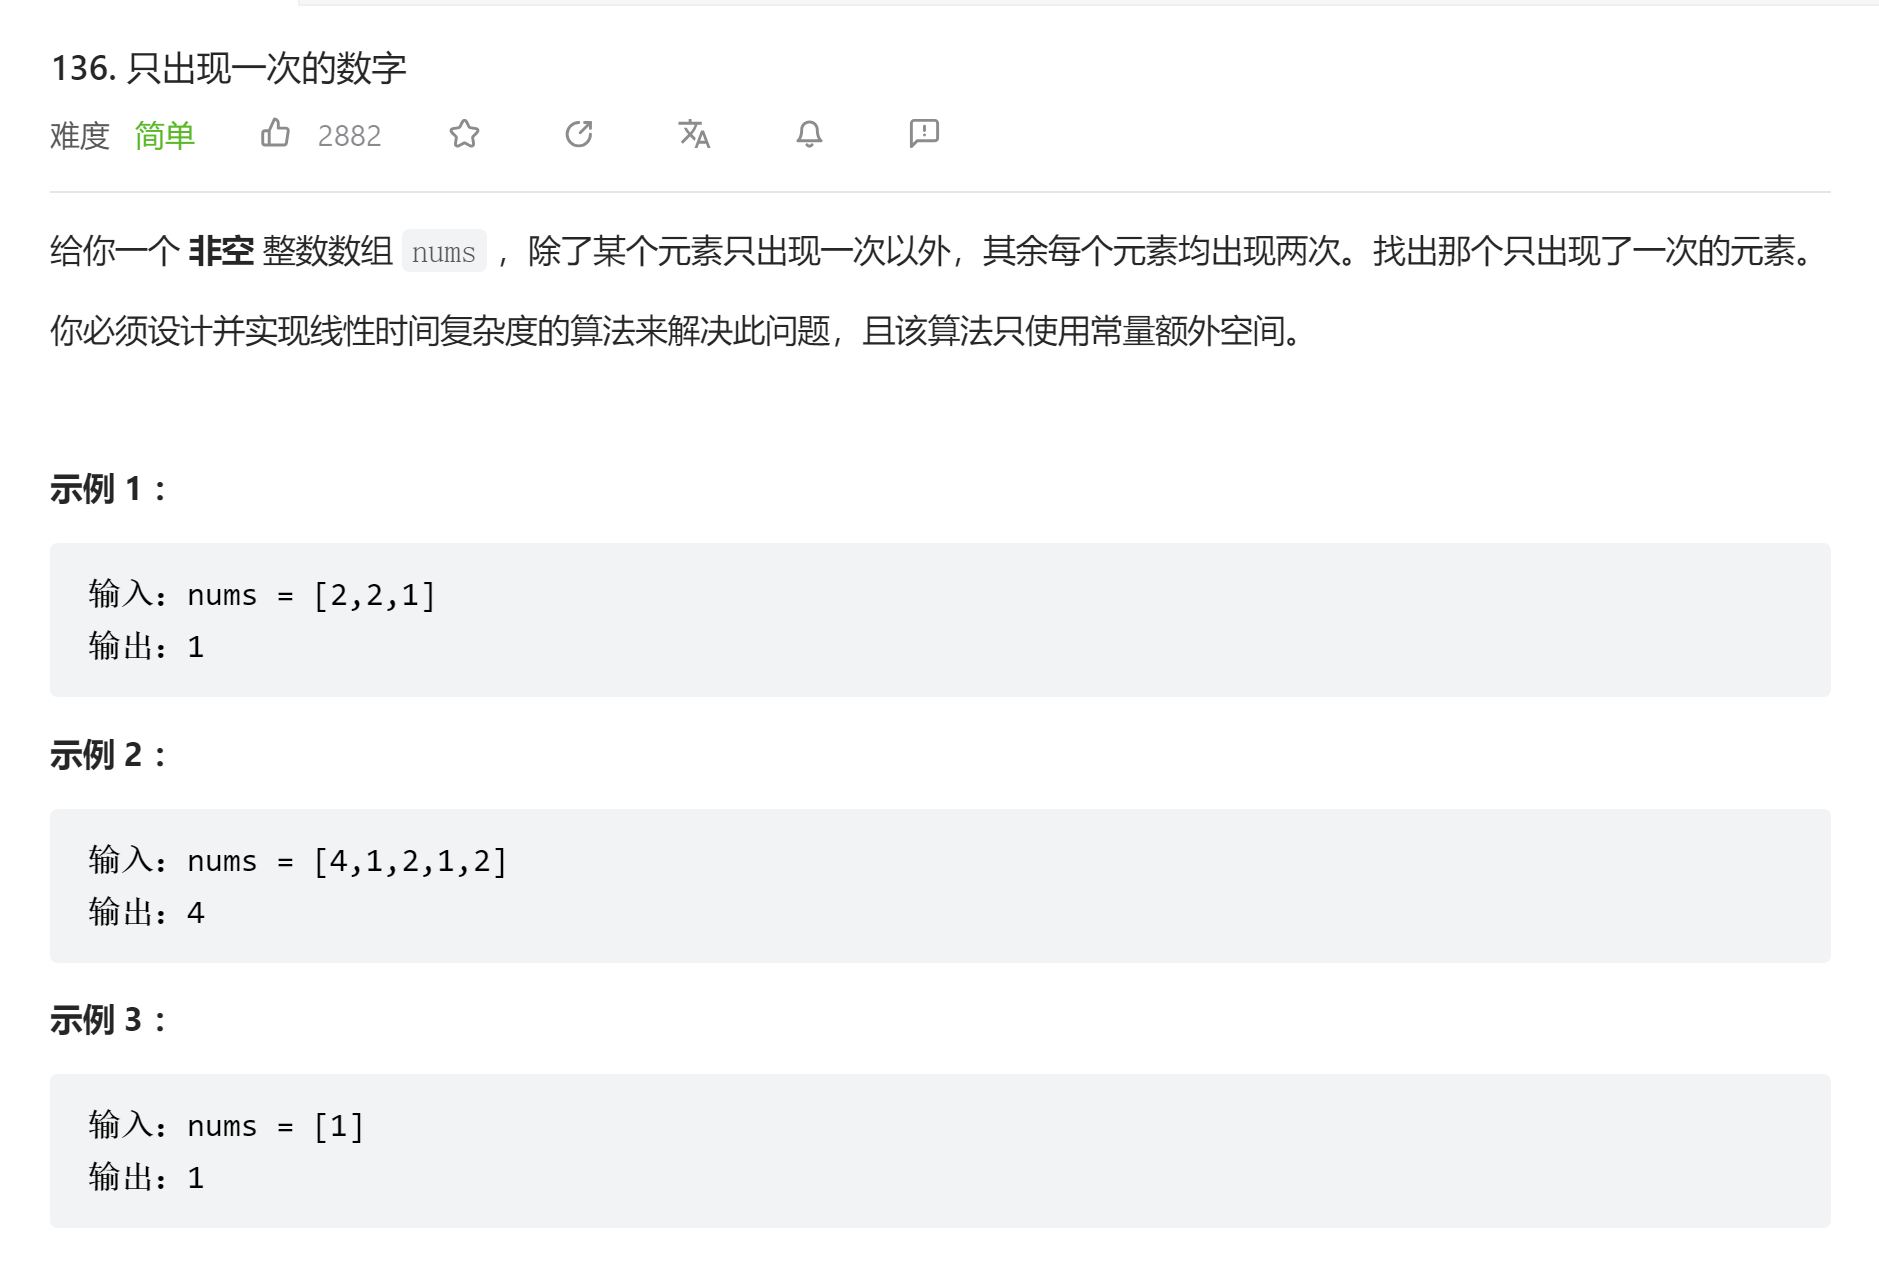 136. 只出现一次的数字
难度 简单 2882
给你一个 非空 整数数组 nums ，除了某个元素只出现一次以外，其余每个元素均出现两次。找出那个只出现了一次的元素。
你必须设计并实现线性时间复杂度的算法来解决此问题，且该算法只使用常量额外空间。
示例 1 ：
输入：nums = [2,2,1]
输出：1
示例 2 ：
输入：nums = [4,1,2,1,2]
输出：4
示例 3 ：
输入：nums = [1]
输出：1